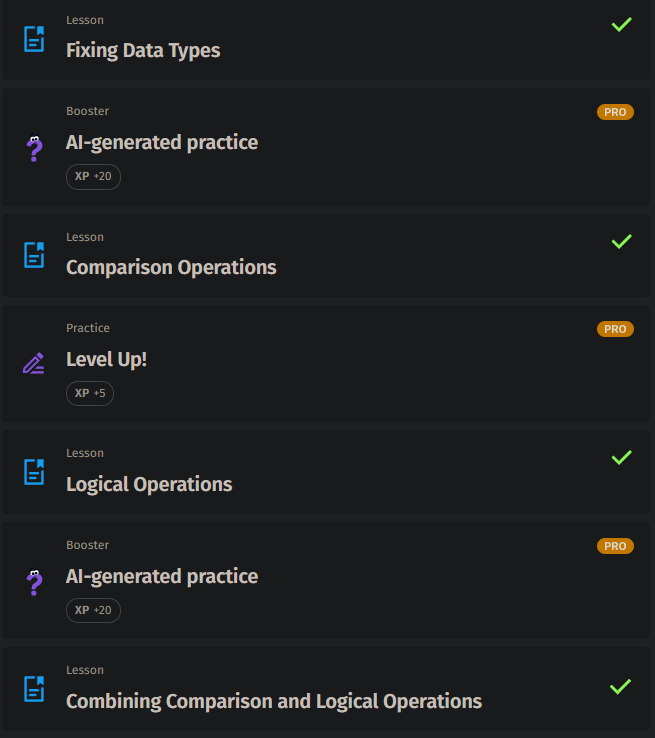 Lesson
Fixing Data Types
Booster
PRO
AI-generated practice
XP +20
Lesson
Comparison Operations
Practice
PRO
Level Up!
XP +5
Lesson
Logical Operations
Booster
PRO
AI-generated practice
XP +20
Lesson
Combining Comparison and Logical Operations